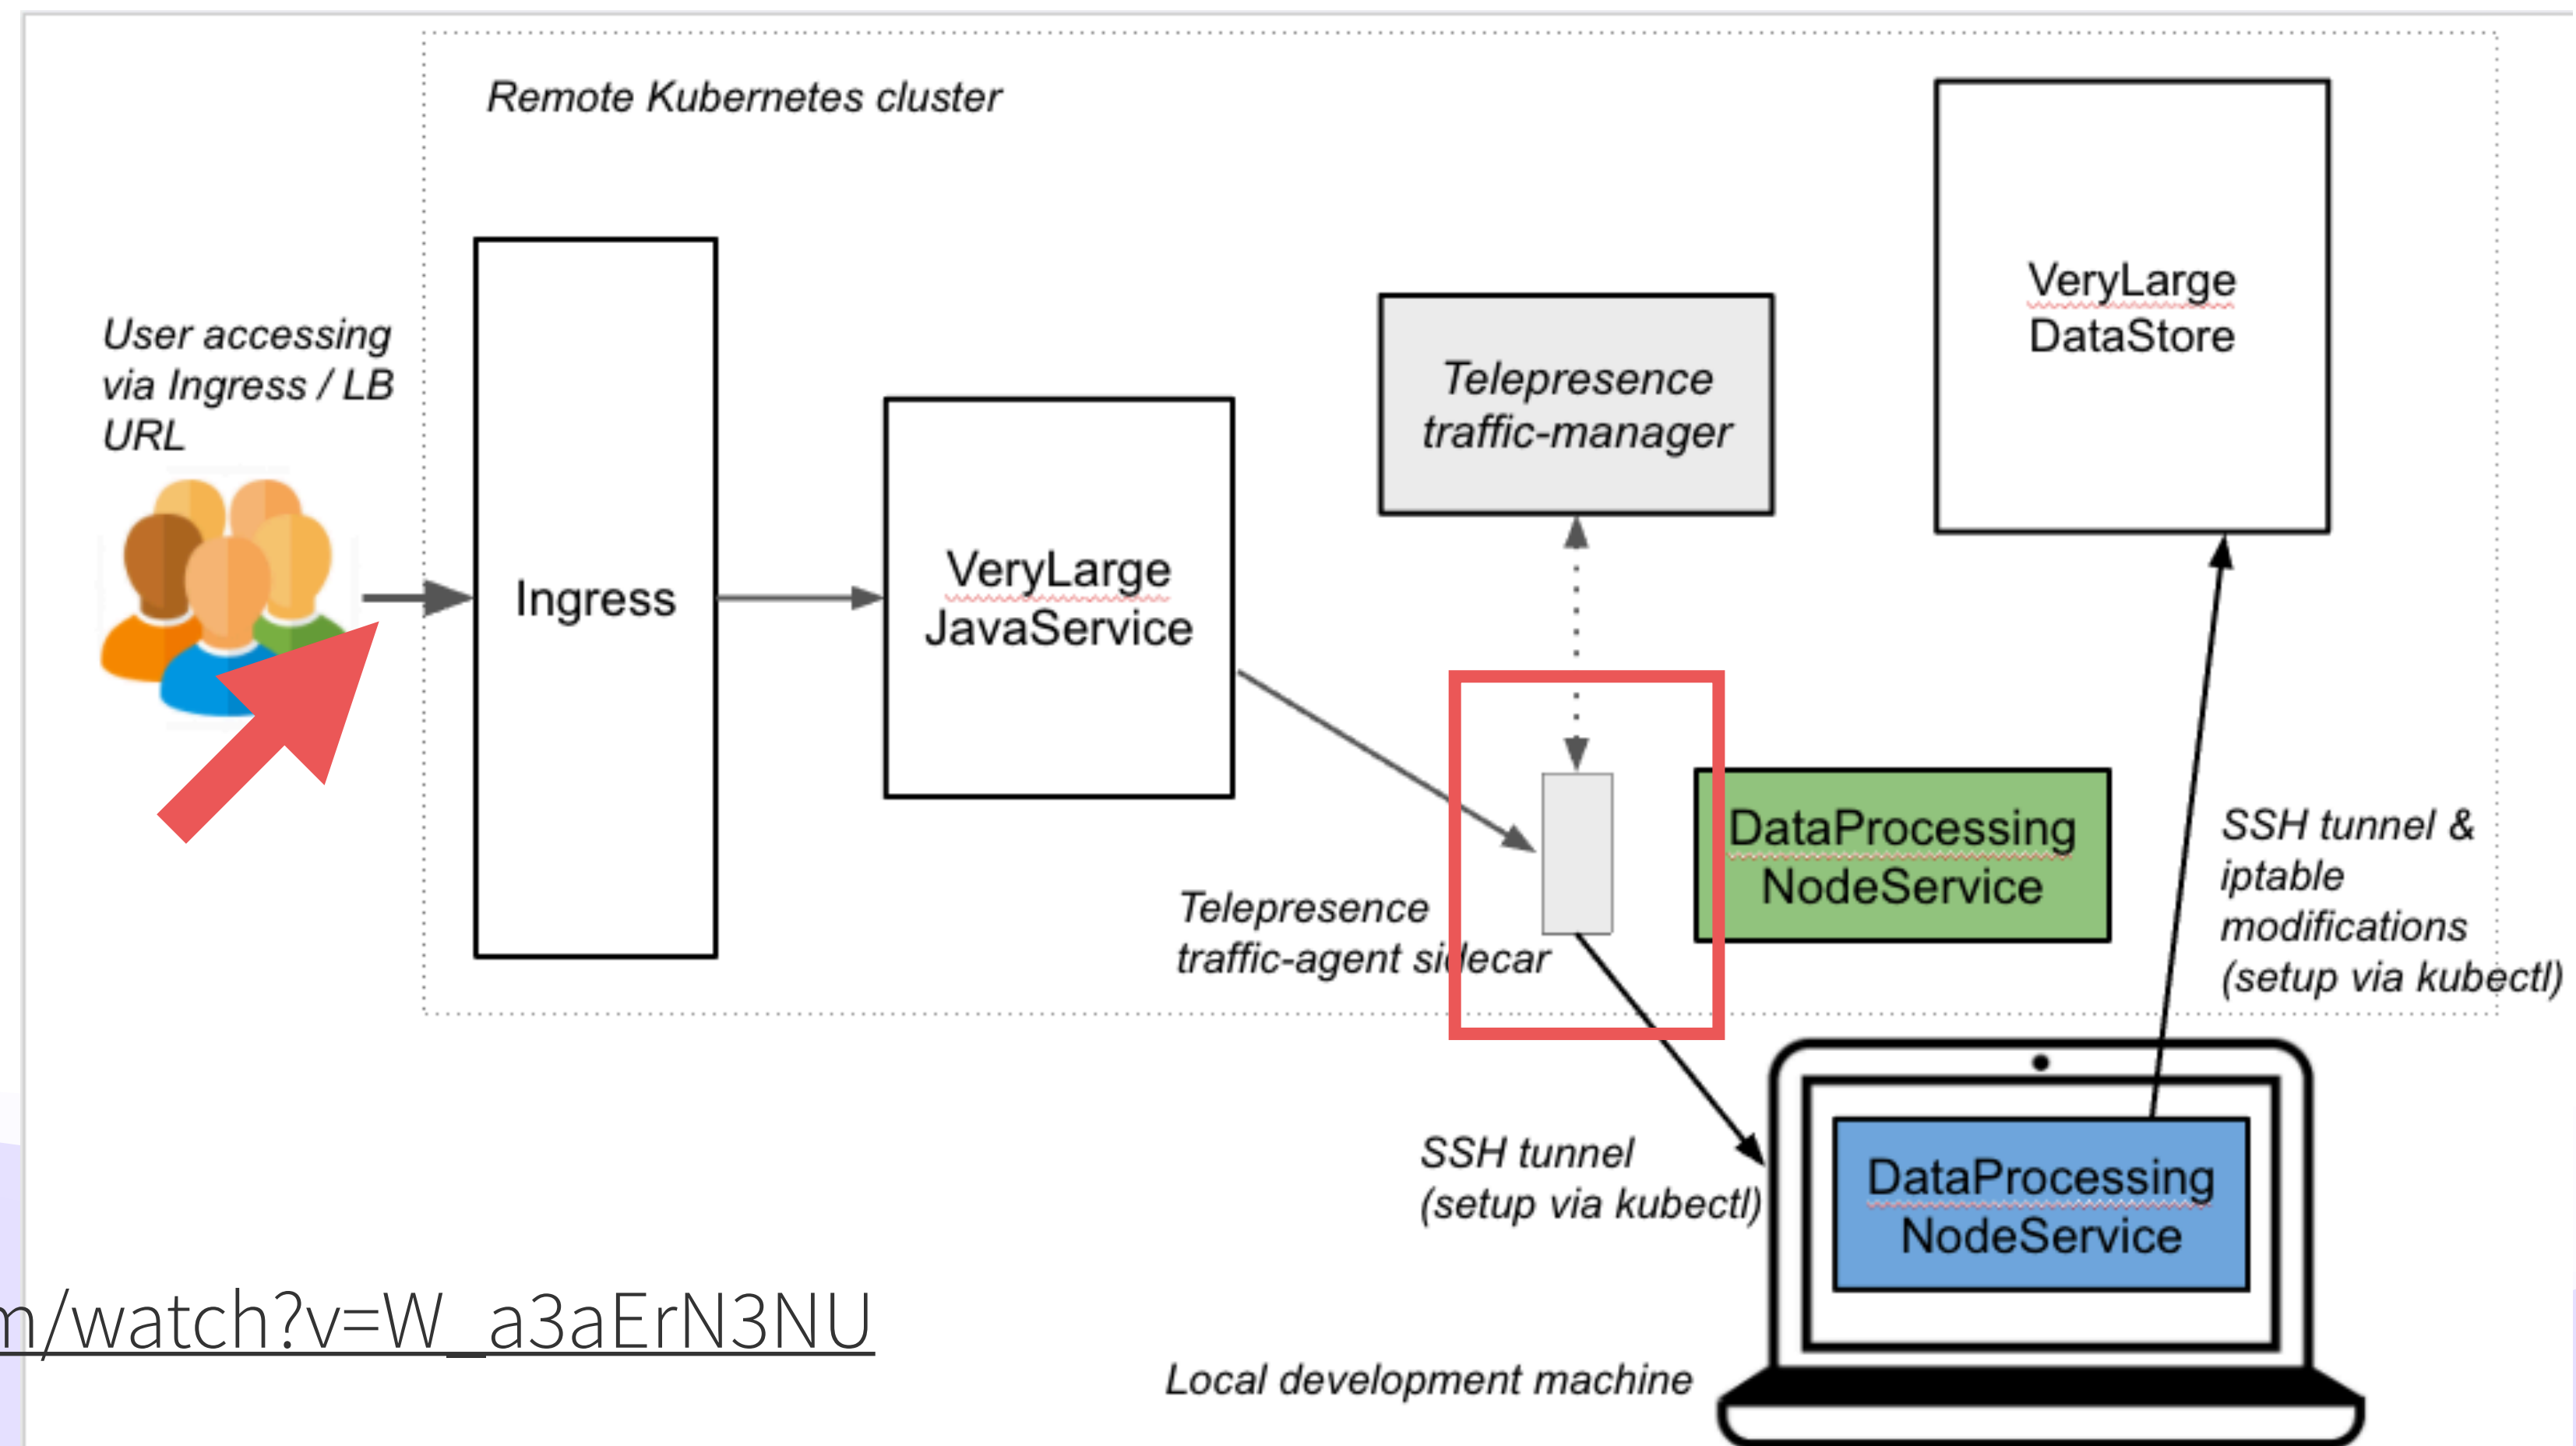 Remote Kubernetes cluster
User accessing
via Ingress / LB
URL
Ingress
VeryLarge
JavaService
Telepresence
traffic-manager
VeryLarge
DataStore
Telepresence
traffic-agent sidecar
DataProcessing
NodeService
SSH tunnel &
iptable
modifications
(setup via kubectl)
SSH tunnel
(setup via kubectl)
DataProcessing
NodeService
m/watch?v=W_a3aErN3NU
Local development machine